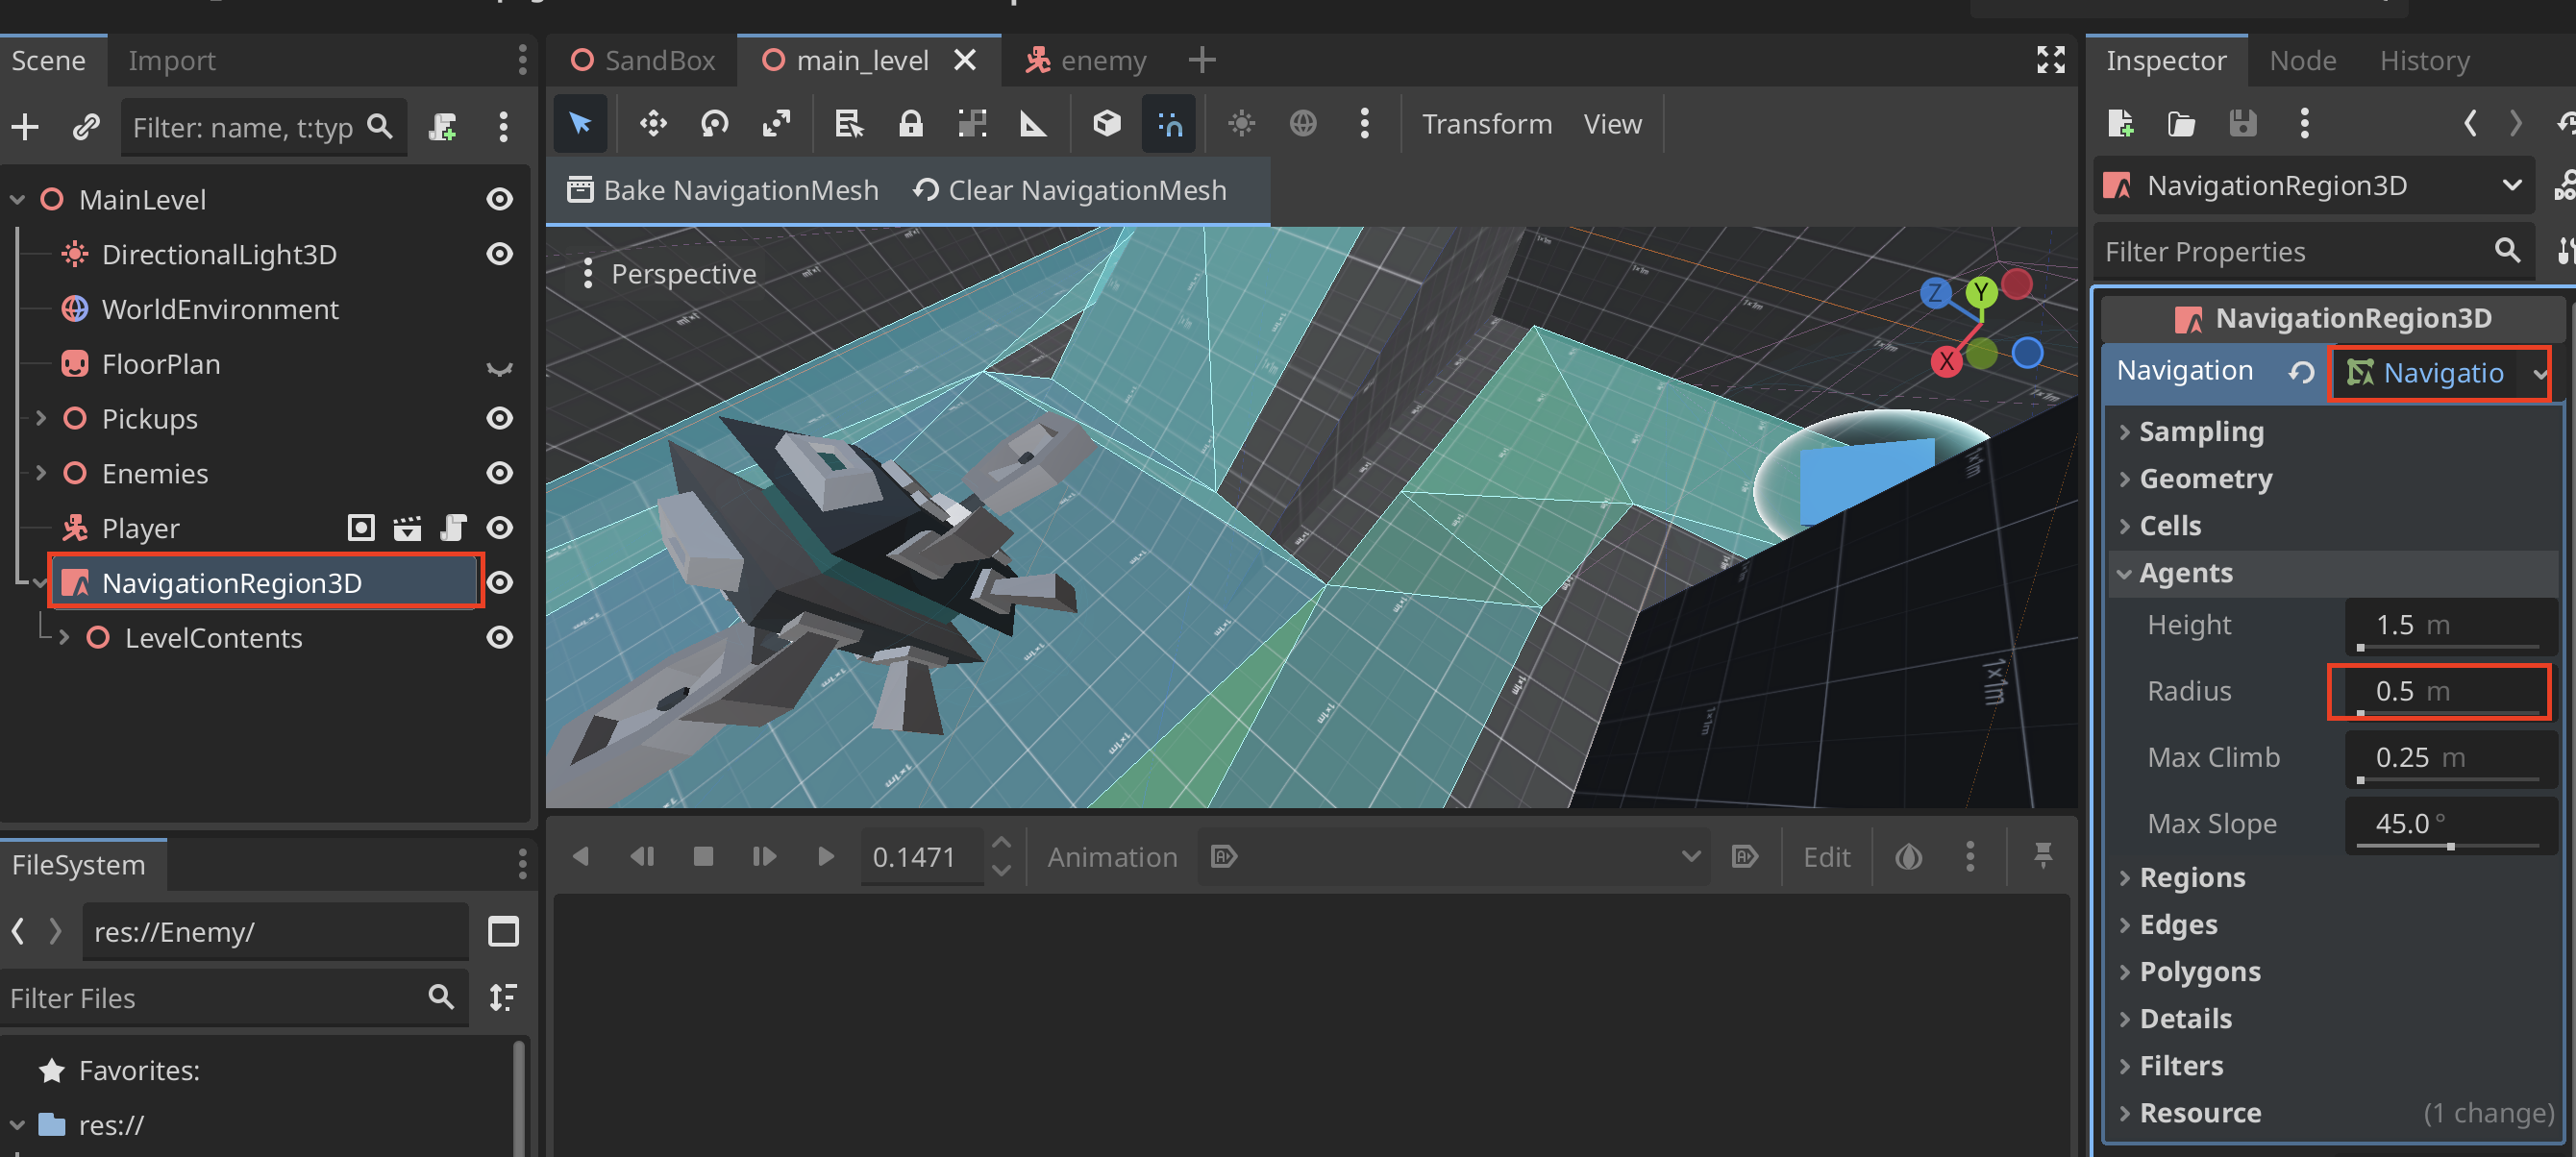 Scene Import
Filter: name, t:typ
MainLevel
DirectionalLight3D
WorldEnvironment
FloorPlan
Pickups
Enemies
Player
NavigationRegion3D
LevelContents
FileSystem
res://Enemy/
Filter Files
Favorites:
res://
SandBox main_level enemy
Transform View
Bake NavigationMesh Clear NavigationMesh
Perspective
Z Y X
1x1m
0.1471 Animation Edit
Inspector Node History
NavigationRegion3D
Filter Properties
NavigationRegion3D
Navigation Navigatio
Sampling
Geometry
Cells
Agents
Height 1.5 m
Radius 0.5 m
Max Climb 0.25 m
Max Slope 45.0 °
Regions
Edges
Polygons
Details
Filters
Resource (1 change)